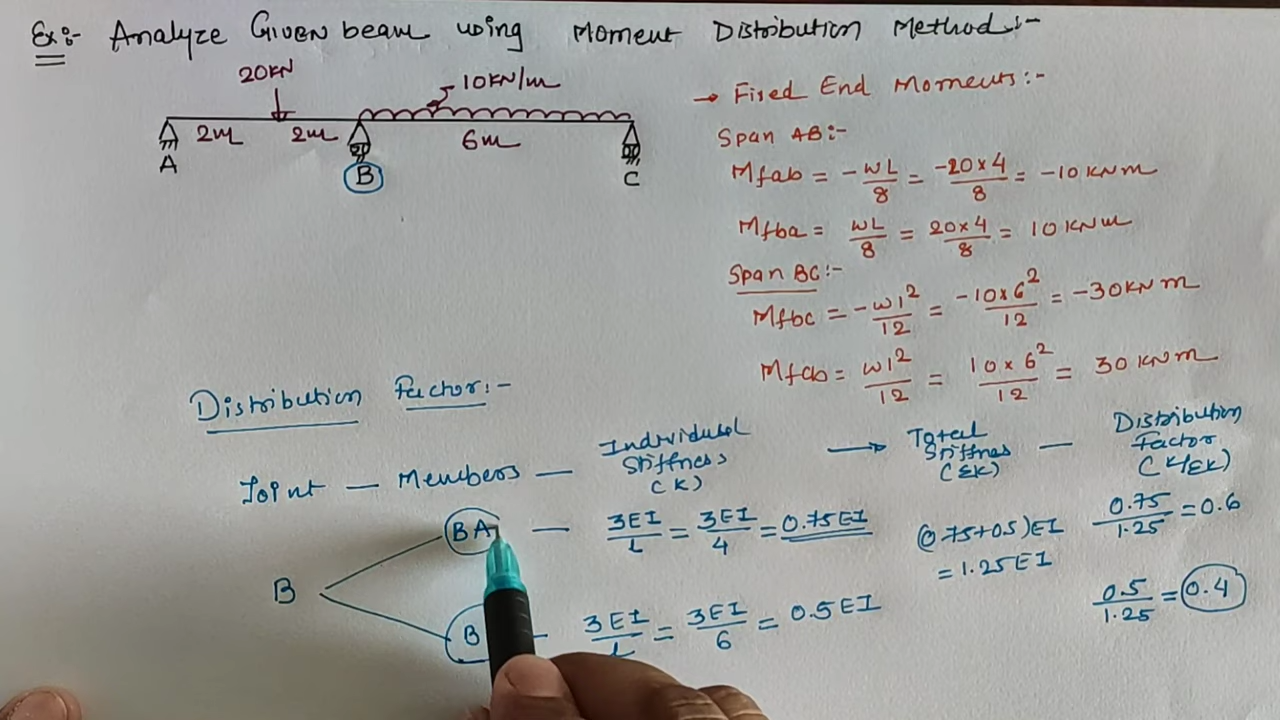 Ex:- Analyze Given beam using Moment Distribution Method:-
20KN
10KN/m
2m 2m 6m
A B C
→ Fixed End Moments:-
Span AB:-
Mfab = -WL/8 = -20×4/8 = -10 KNm
Mfba = WL/8 = 20×4/8 = 10 KNm
Span BC:-
Mfbc = -wl²/12 = -10×6²/12 = -30KNm
Mfcb = wl²/12 = 10×6²/12 = 30 KNm
Distribution Factor:-
Joint — Members — Individual Stiffness (K) → Total Stiffnes (ΣK) — Distribution Factor (K/ΣK)
BA — 3EI/L = 3EI/4 = 0.75EI
(0.75+0.5)EI = 1.25EI
0.75/1.25 = 0.6
B
B — 3EI/L = 3EI/6 = 0.5EI
0.5/1.25 = 0.4